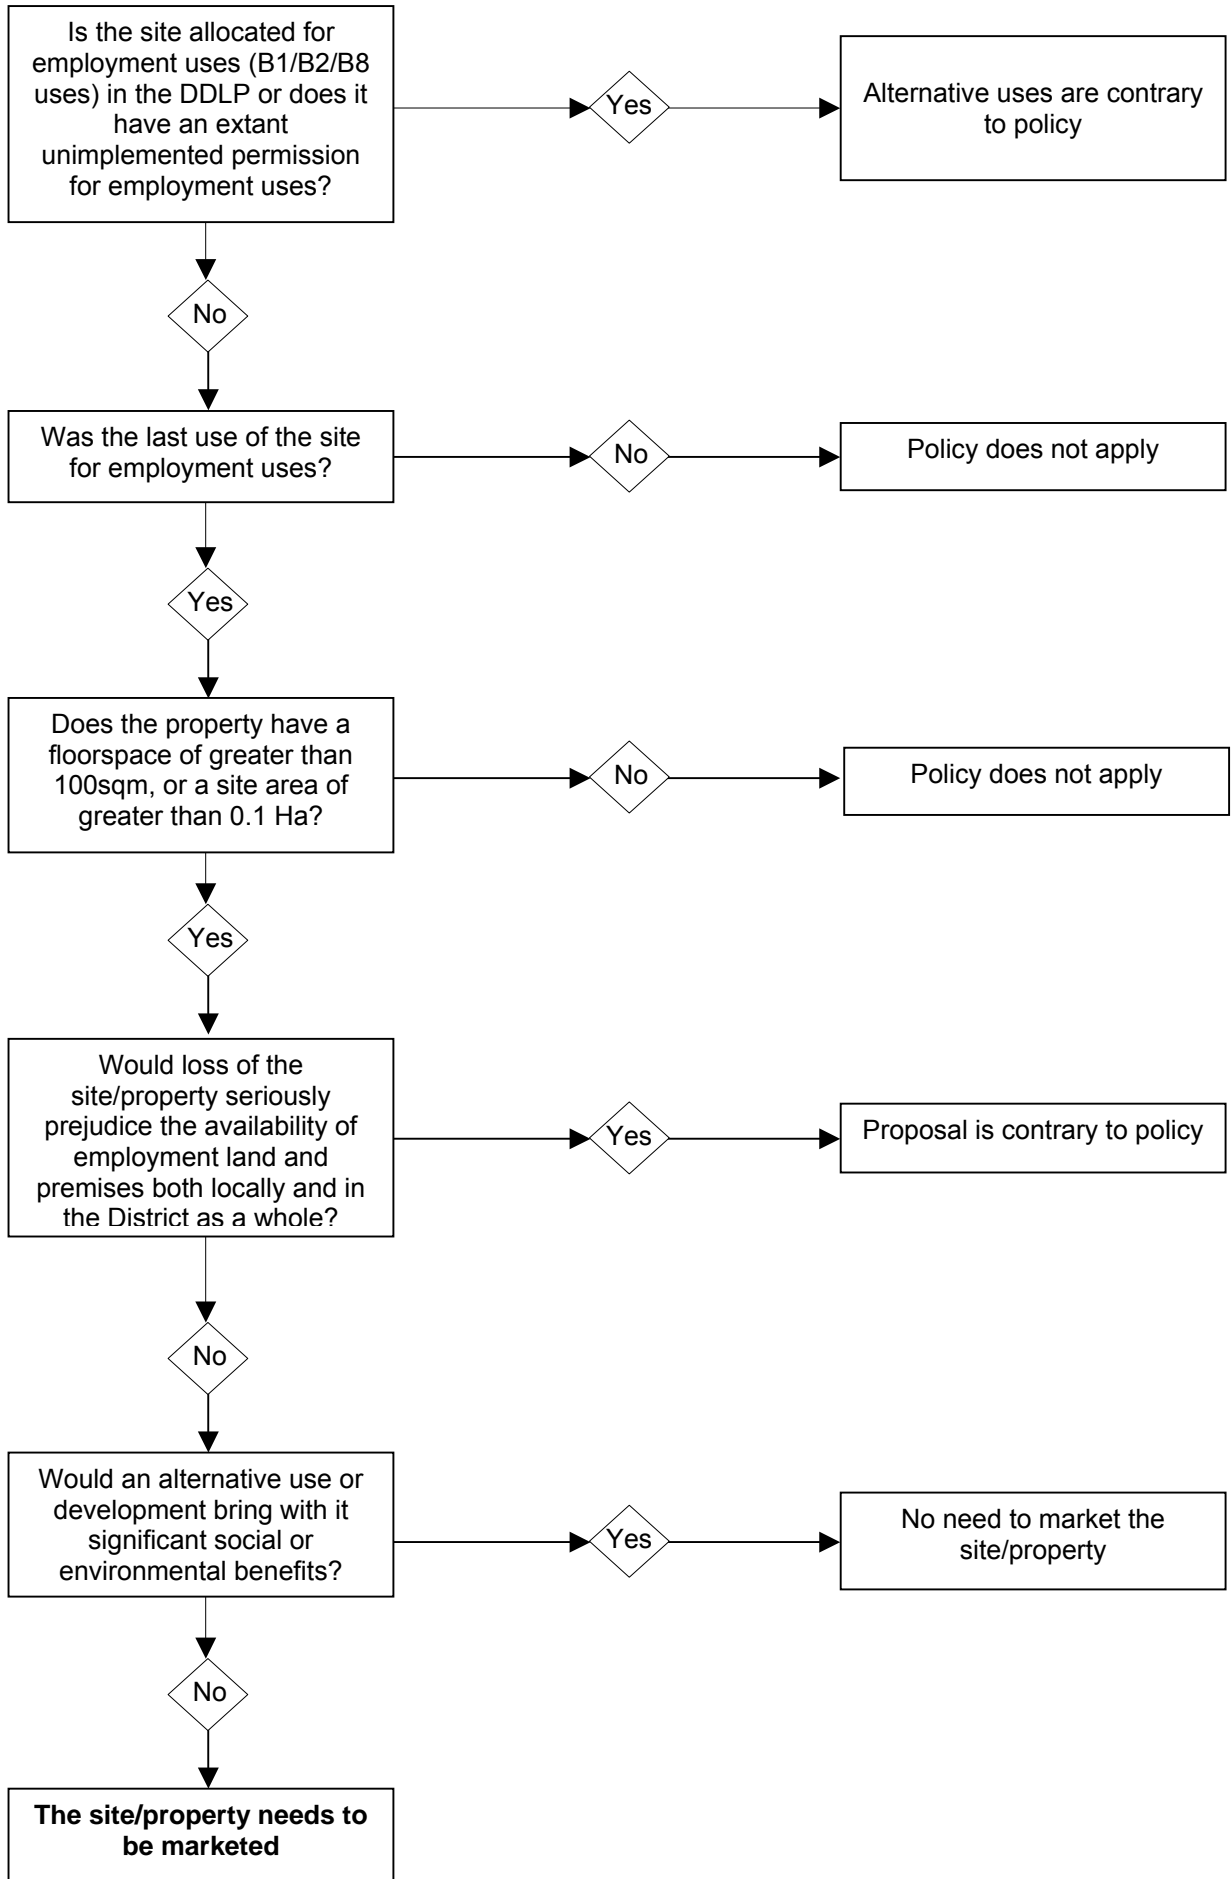 Is the site allocated for
employment uses (B1/B2/B8
uses) in the DDLP or does it
have an extant
unimplemented permission
for employment uses?
Yes
Alternative uses are contrary
to policy
No
Was the last use of the site
for employment uses?
No
Policy does not apply
Yes
Does the property have a
floorspace of greater than
100sqm, or a site area of
greater than 0.1 Ha?
No
Policy does not apply
Yes
Would loss of the
site/property seriously
prejudice the availability of
employment land and
premises both locally and in
the District as a whole?
Yes
Proposal is contrary to policy
No
Would an alternative use or
development bring with it
significant social or
environmental benefits?
Yes
No need to market the
site/property
No
The site/property needs to
be marketed